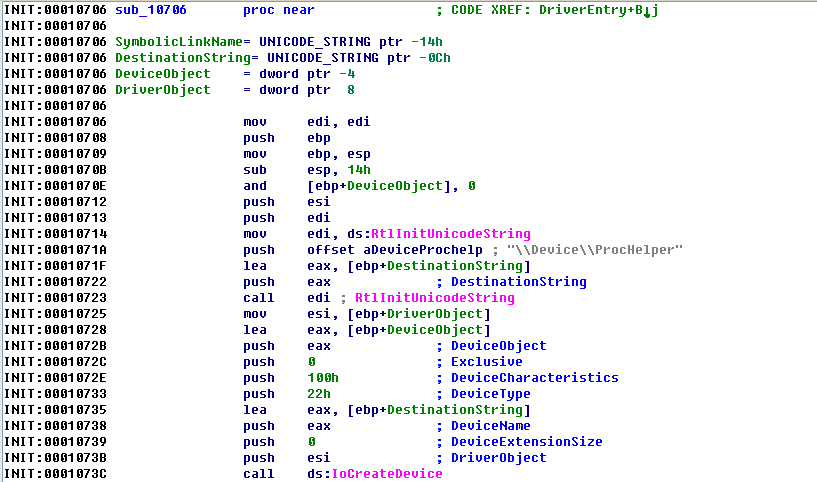 INIT:00010706 sub_10706 proc near ; CODE XREF: DriverEntry+B↓j
INIT:00010706
INIT:00010706 SymbolicLinkName= UNICODE_STRING ptr -14h
INIT:00010706 DestinationString= UNICODE_STRING ptr -0Ch
INIT:00010706 DeviceObject = dword ptr -4
INIT:00010706 DriverObject = dword ptr 8
INIT:00010706
INIT:00010706 mov edi, edi
INIT:00010708 push ebp
INIT:00010709 mov ebp, esp
INIT:0001070B sub esp, 14h
INIT:0001070E and [ebp+DeviceObject], 0
INIT:00010712 push esi
INIT:00010713 push edi
INIT:00010714 mov edi, ds:RtlInitUnicodeString
INIT:0001071A push offset aDeviceProchelp ; "\\Device\\ProcHelper"
INIT:0001071F lea eax, [ebp+DestinationString]
INIT:00010722 push eax ; DestinationString
INIT:00010723 call edi ; RtlInitUnicodeString
INIT:00010725 mov esi, [ebp+DriverObject]
INIT:00010728 lea eax, [ebp+DeviceObject]
INIT:0001072B push eax ; DeviceObject
INIT:0001072C push 0 ; Exclusive
INIT:0001072E push 100h ; DeviceCharacteristics
INIT:00010733 push 22h ; DeviceType
INIT:00010735 lea eax, [ebp+DestinationString]
INIT:00010738 push eax ; DeviceName
INIT:00010739 push 0 ; DeviceExtensionSize
INIT:0001073B push esi ; DriverObject
INIT:0001073C call ds:IoCreateDevice